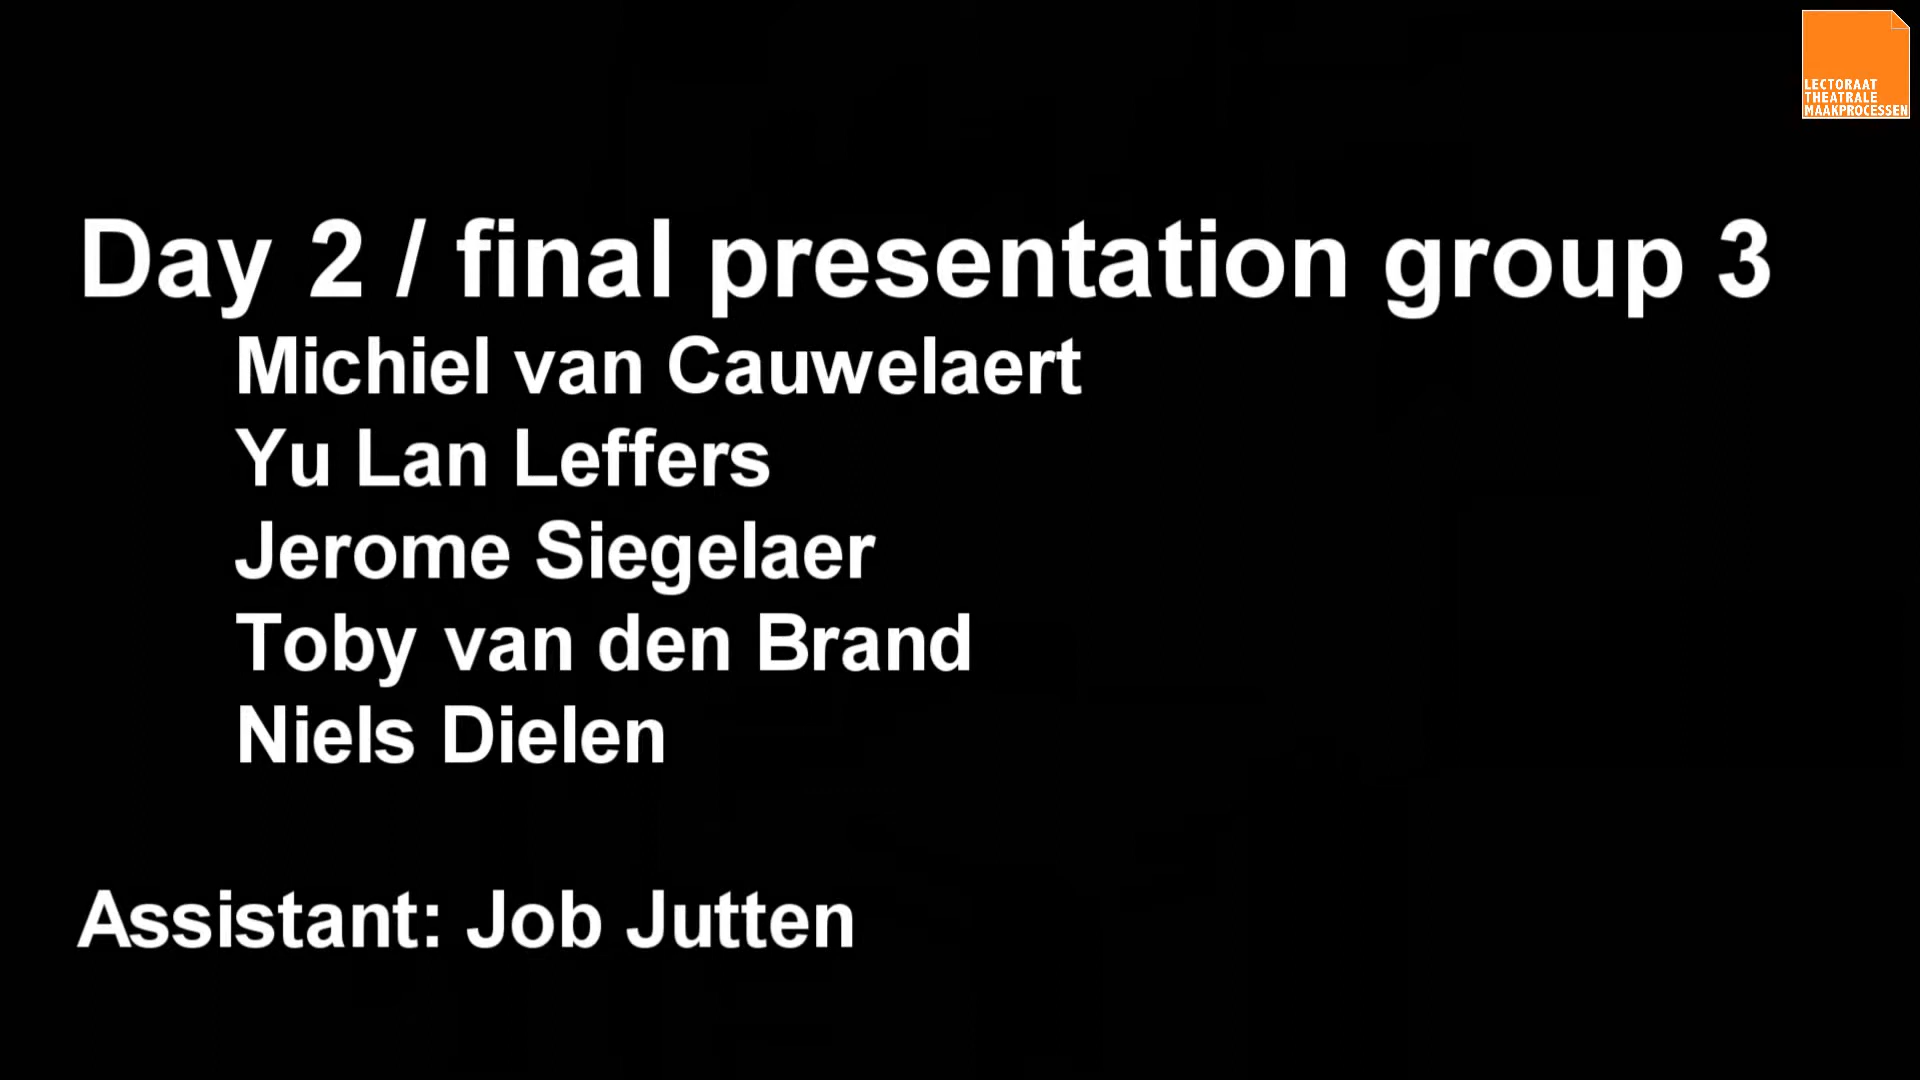 LECTORAAT
THEATRALE
MAAKPROCESSEN
Day 2 / final presentation group 3
Michiel van Cauwelaert
Yu Lan Leffers
Jerome Siegelaer
Toby van den Brand
Niels Dielen
Assistant: Job Jutten